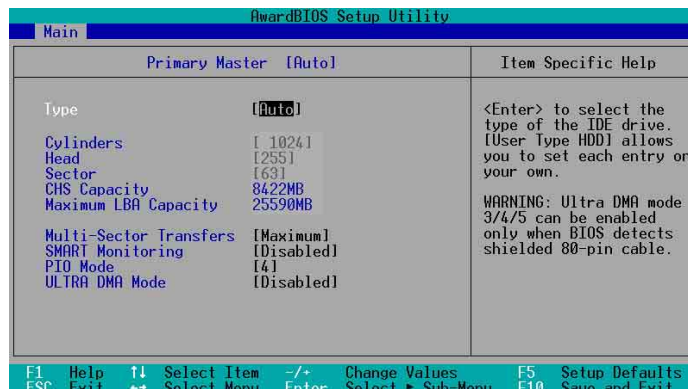 AwardBIOS Setup Utility
Main
Primary Master [Auto]
Item Specific Help
Type [Auto]
Cylinders [ 1024]
Head [255]
Sector [63]
CHS Capacity 8422MB
Maximum LBA Capacity 25590MB
Multi-Sector Transfers [Maximum]
SMART Monitoring [Disabled]
PIO Mode [4]
ULTRA DMA Mode [Disabled]
<Enter> to select the
type of the IDE drive.
[User Type HDD] allows
you to set each entry on
your own.
WARNING: Ultra DMA mode
3/4/5 can be enabled
only when BIOS detects
shielded 80-pin cable.
F1 Help ↑↓ Select Item -/+ Change Values F5 Setup Defaults
ESC Exit ←→ Select Menu Enter Select ► Sub-Menu F10 Save and Exit